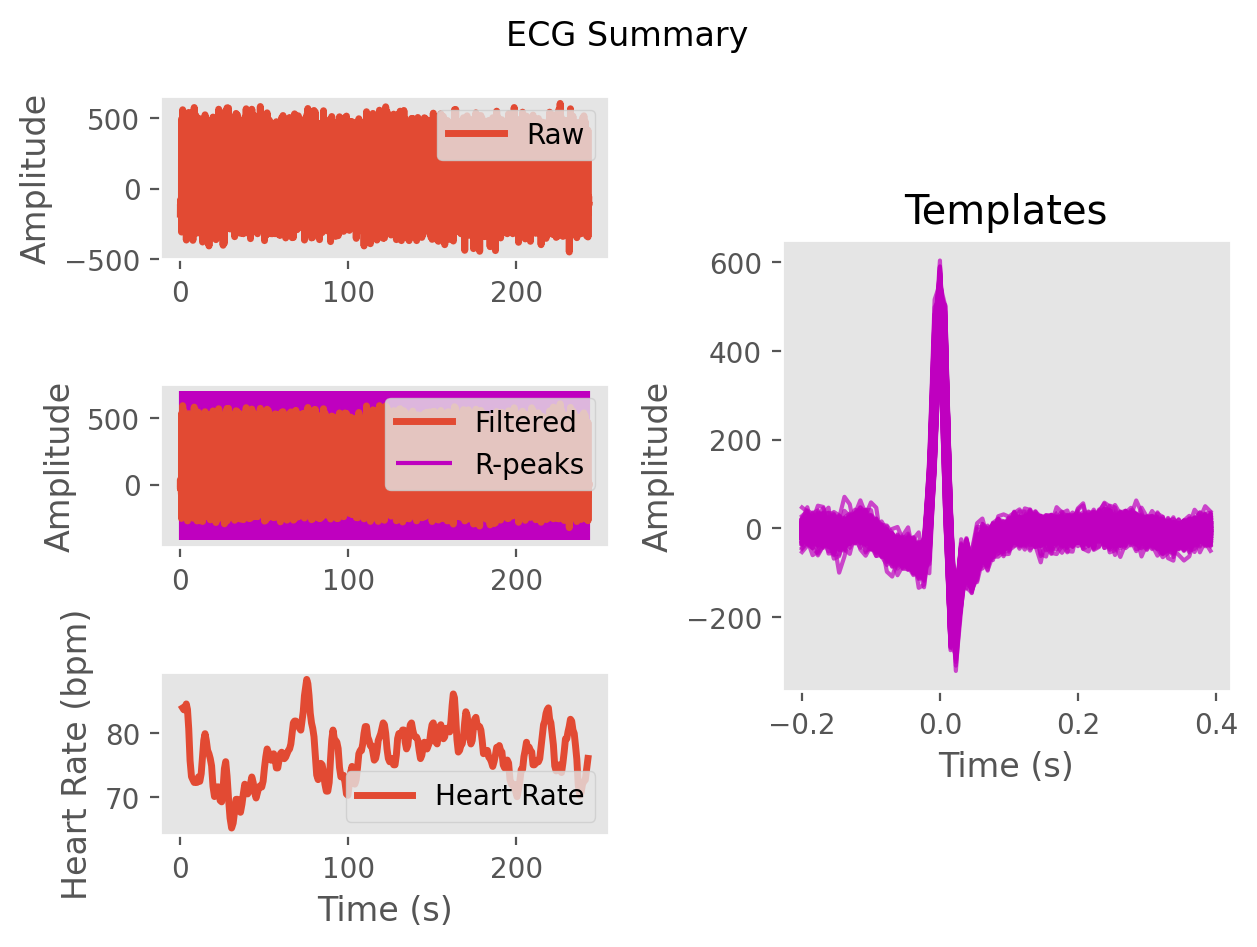 ECG Summary
Amplitude
500
0
−500
Raw
0 100 200
Amplitude
500
0
Filtered
R-peaks
0 100 200
Heart Rate (bpm)
80
70
Heart Rate
0 100 200
Time (s)
Templates
Amplitude
600
400
200
0
−200
−0.2 0.0 0.2 0.4
Time (s)